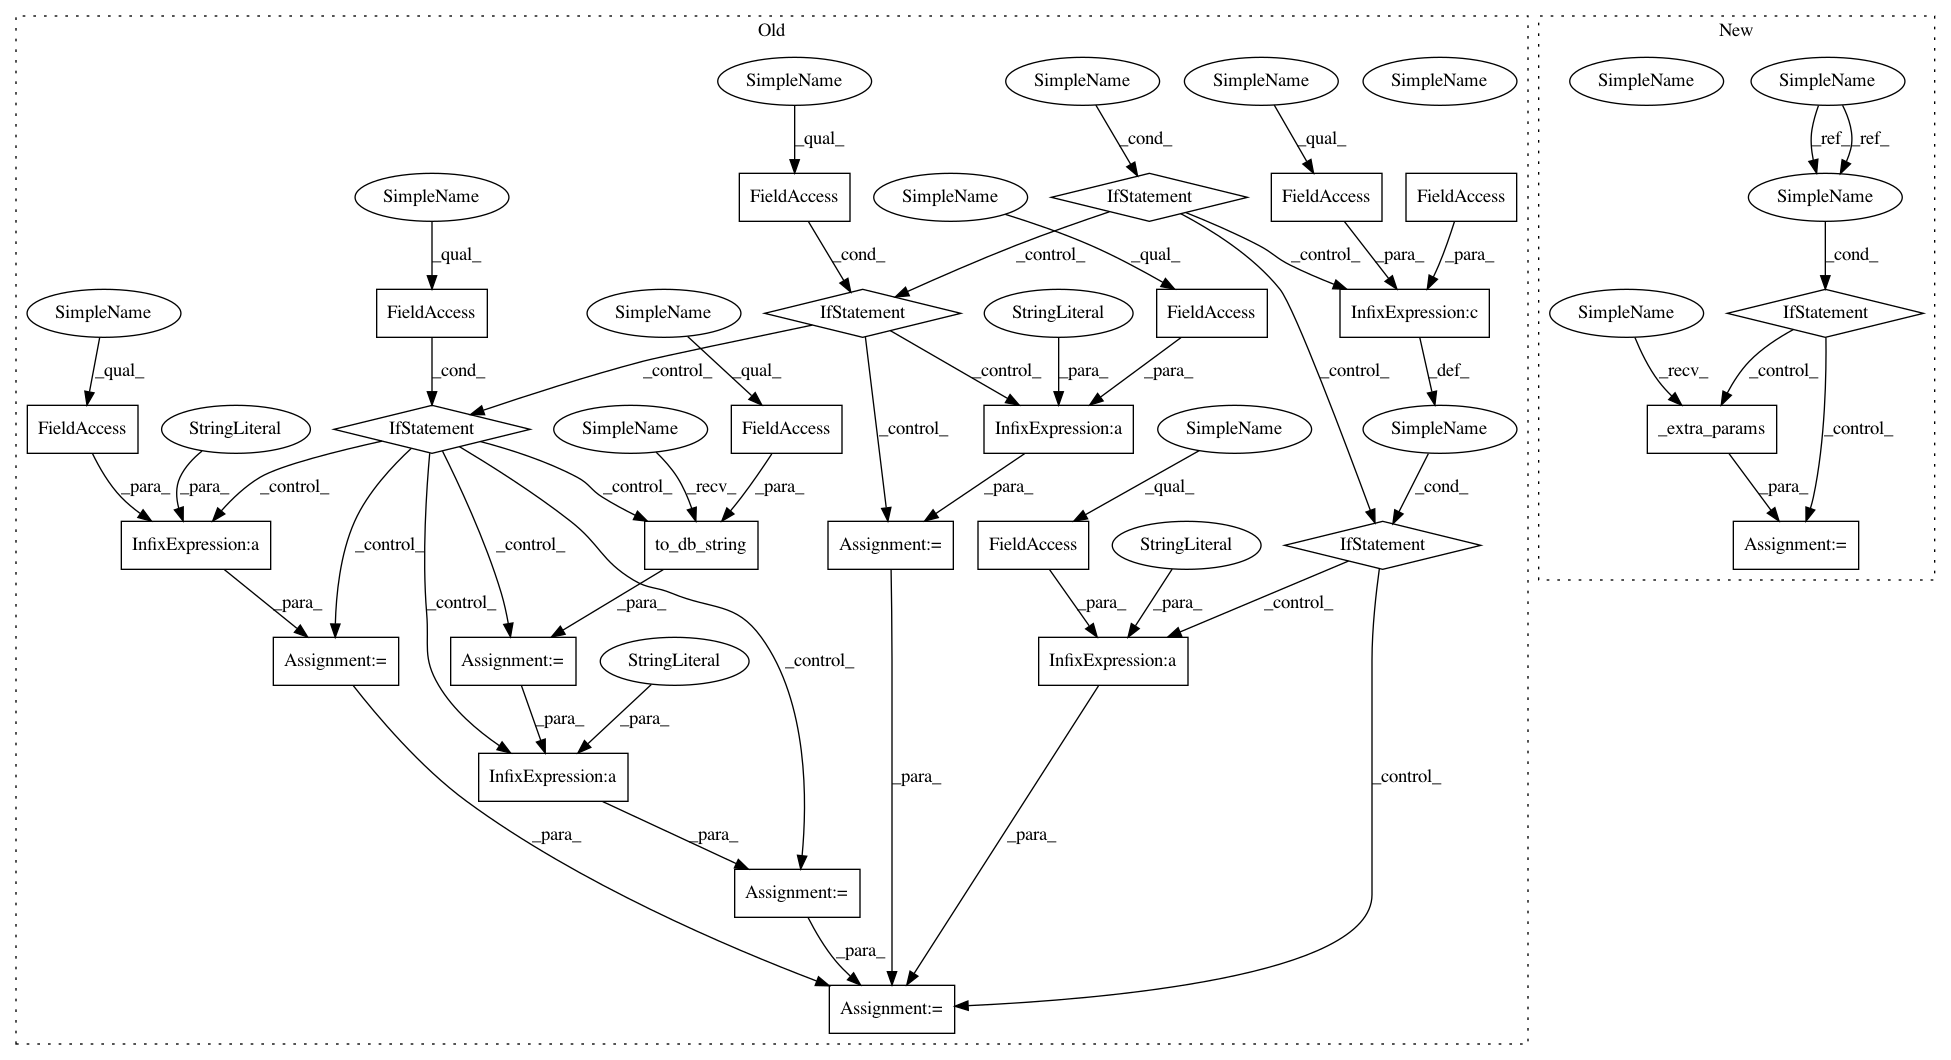 Old New
SimpleName SimpleName SimpleName SimpleName SimpleName SimpleName
_qual_ _cond_ _qual_ _ref_ _ref_
SimpleName FieldAccess SimpleName IfStatement FieldAccess FieldAccess SimpleName
_qual_ _cond_ _control_ _qual_ _control_ _para_ _para_ _cond_
SimpleName FieldAccess SimpleName IfStatement StringLiteral FieldAccess InfixExpression:c SimpleName IfStatement
_qual_ _cond_ _control_ _qual_ _control_ _para_ _para_ _control_ _def_ _recv_ _control_
FieldAccess StringLiteral IfStatement SimpleName FieldAccess InfixExpression:a SimpleName SimpleName _extra_params
_control_ _control_
_para_ _para_ _control_ _control_ _recv_ _para_ _para_ _qual_ _cond_ _para_
InfixExpression:a to_db_string Assignment:= FieldAccess StringLiteral IfStatement Assignment:=
_control_ _control_
_para_ _control_ _para_ _para_ _para_ _control_
Assignment:= Assignment:= StringLiteral InfixExpression:a
_control_
_para_ _para_
InfixExpression:a
_para_ _control_
_para_ _para_ _para_
Assignment:=
_para_
Assignment:=